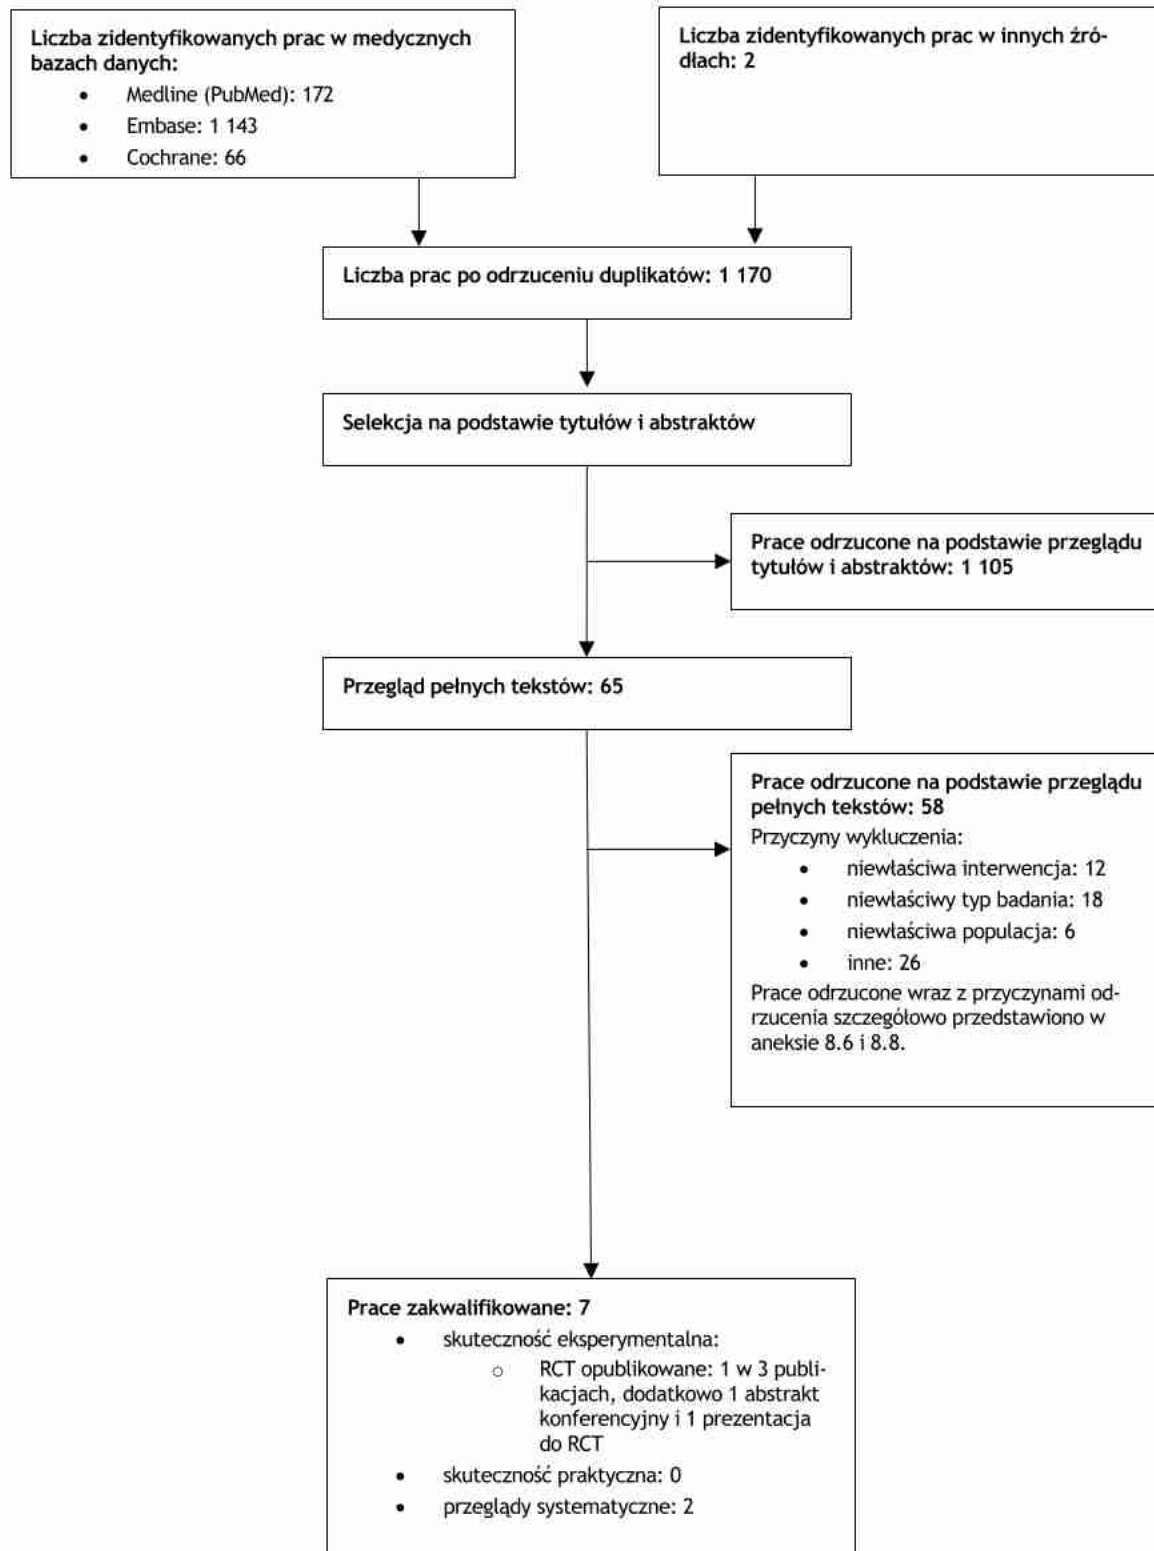 Liczba zidentyfikowanych prac w medycznych
bazach danych:
• Medline (PubMed): 172
• Embase: 1 143
• Cochrane: 66
Liczba zidentyfikowanych prac w innych źró-
dłach: 2
Liczba prac po odrzuceniu duplikatów: 1 170
Selekcja na podstawie tytułów i abstraktów
Prace odrzucone na podstawie przeglądu
tytułów i abstraktów: 1 105
Przegląd pełnych tekstów: 65
Prace odrzucone na podstawie przeglądu
pełnych tekstów: 58
Przyczyny wykluczenia:
• niewłaściwa interwencja: 12
• niewłaściwy typ badania: 18
• niewłaściwa populacja: 6
• inne: 26
Prace odrzucone wraz z przyczynami od-
rzucenia szczegółowo przedstawiono w
aneksie 8.6 i 8.8.
Prace zakwalifikowane: 7
• skuteczność eksperymentalna:
○ RCT opublikowane: 1 w 3 publi-
kacjach, dodatkowo 1 abstrakt
konferencyjny i 1 prezentacja
do RCT
• skuteczność praktyczna: 0
• przeglądy systematyczne: 2